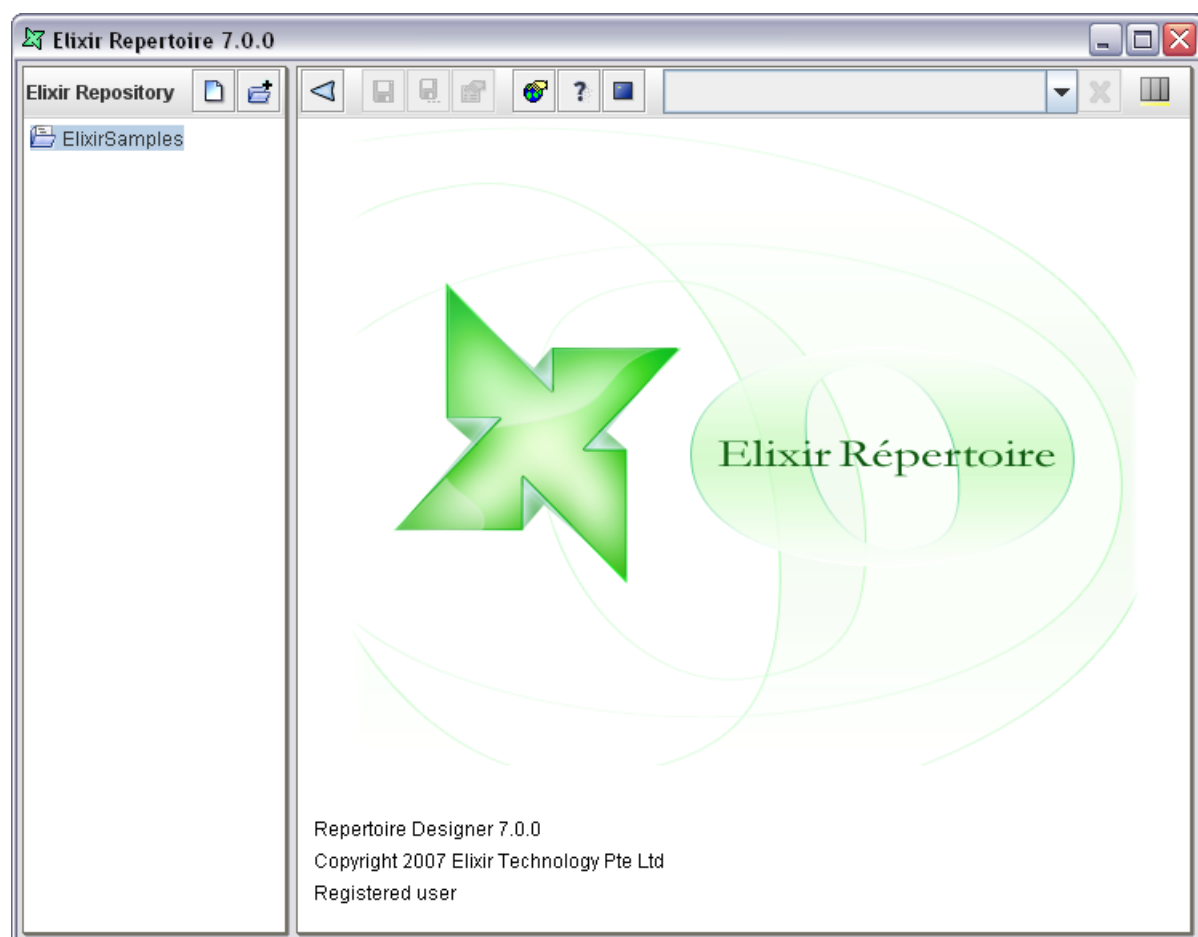 Elixir Repertoire 7.0.0
Elixir Repository
ElixirSamples
Elixir Répertoire
Repertoire Designer 7.0.0
Copyright 2007 Elixir Technology Pte Ltd
Registered user